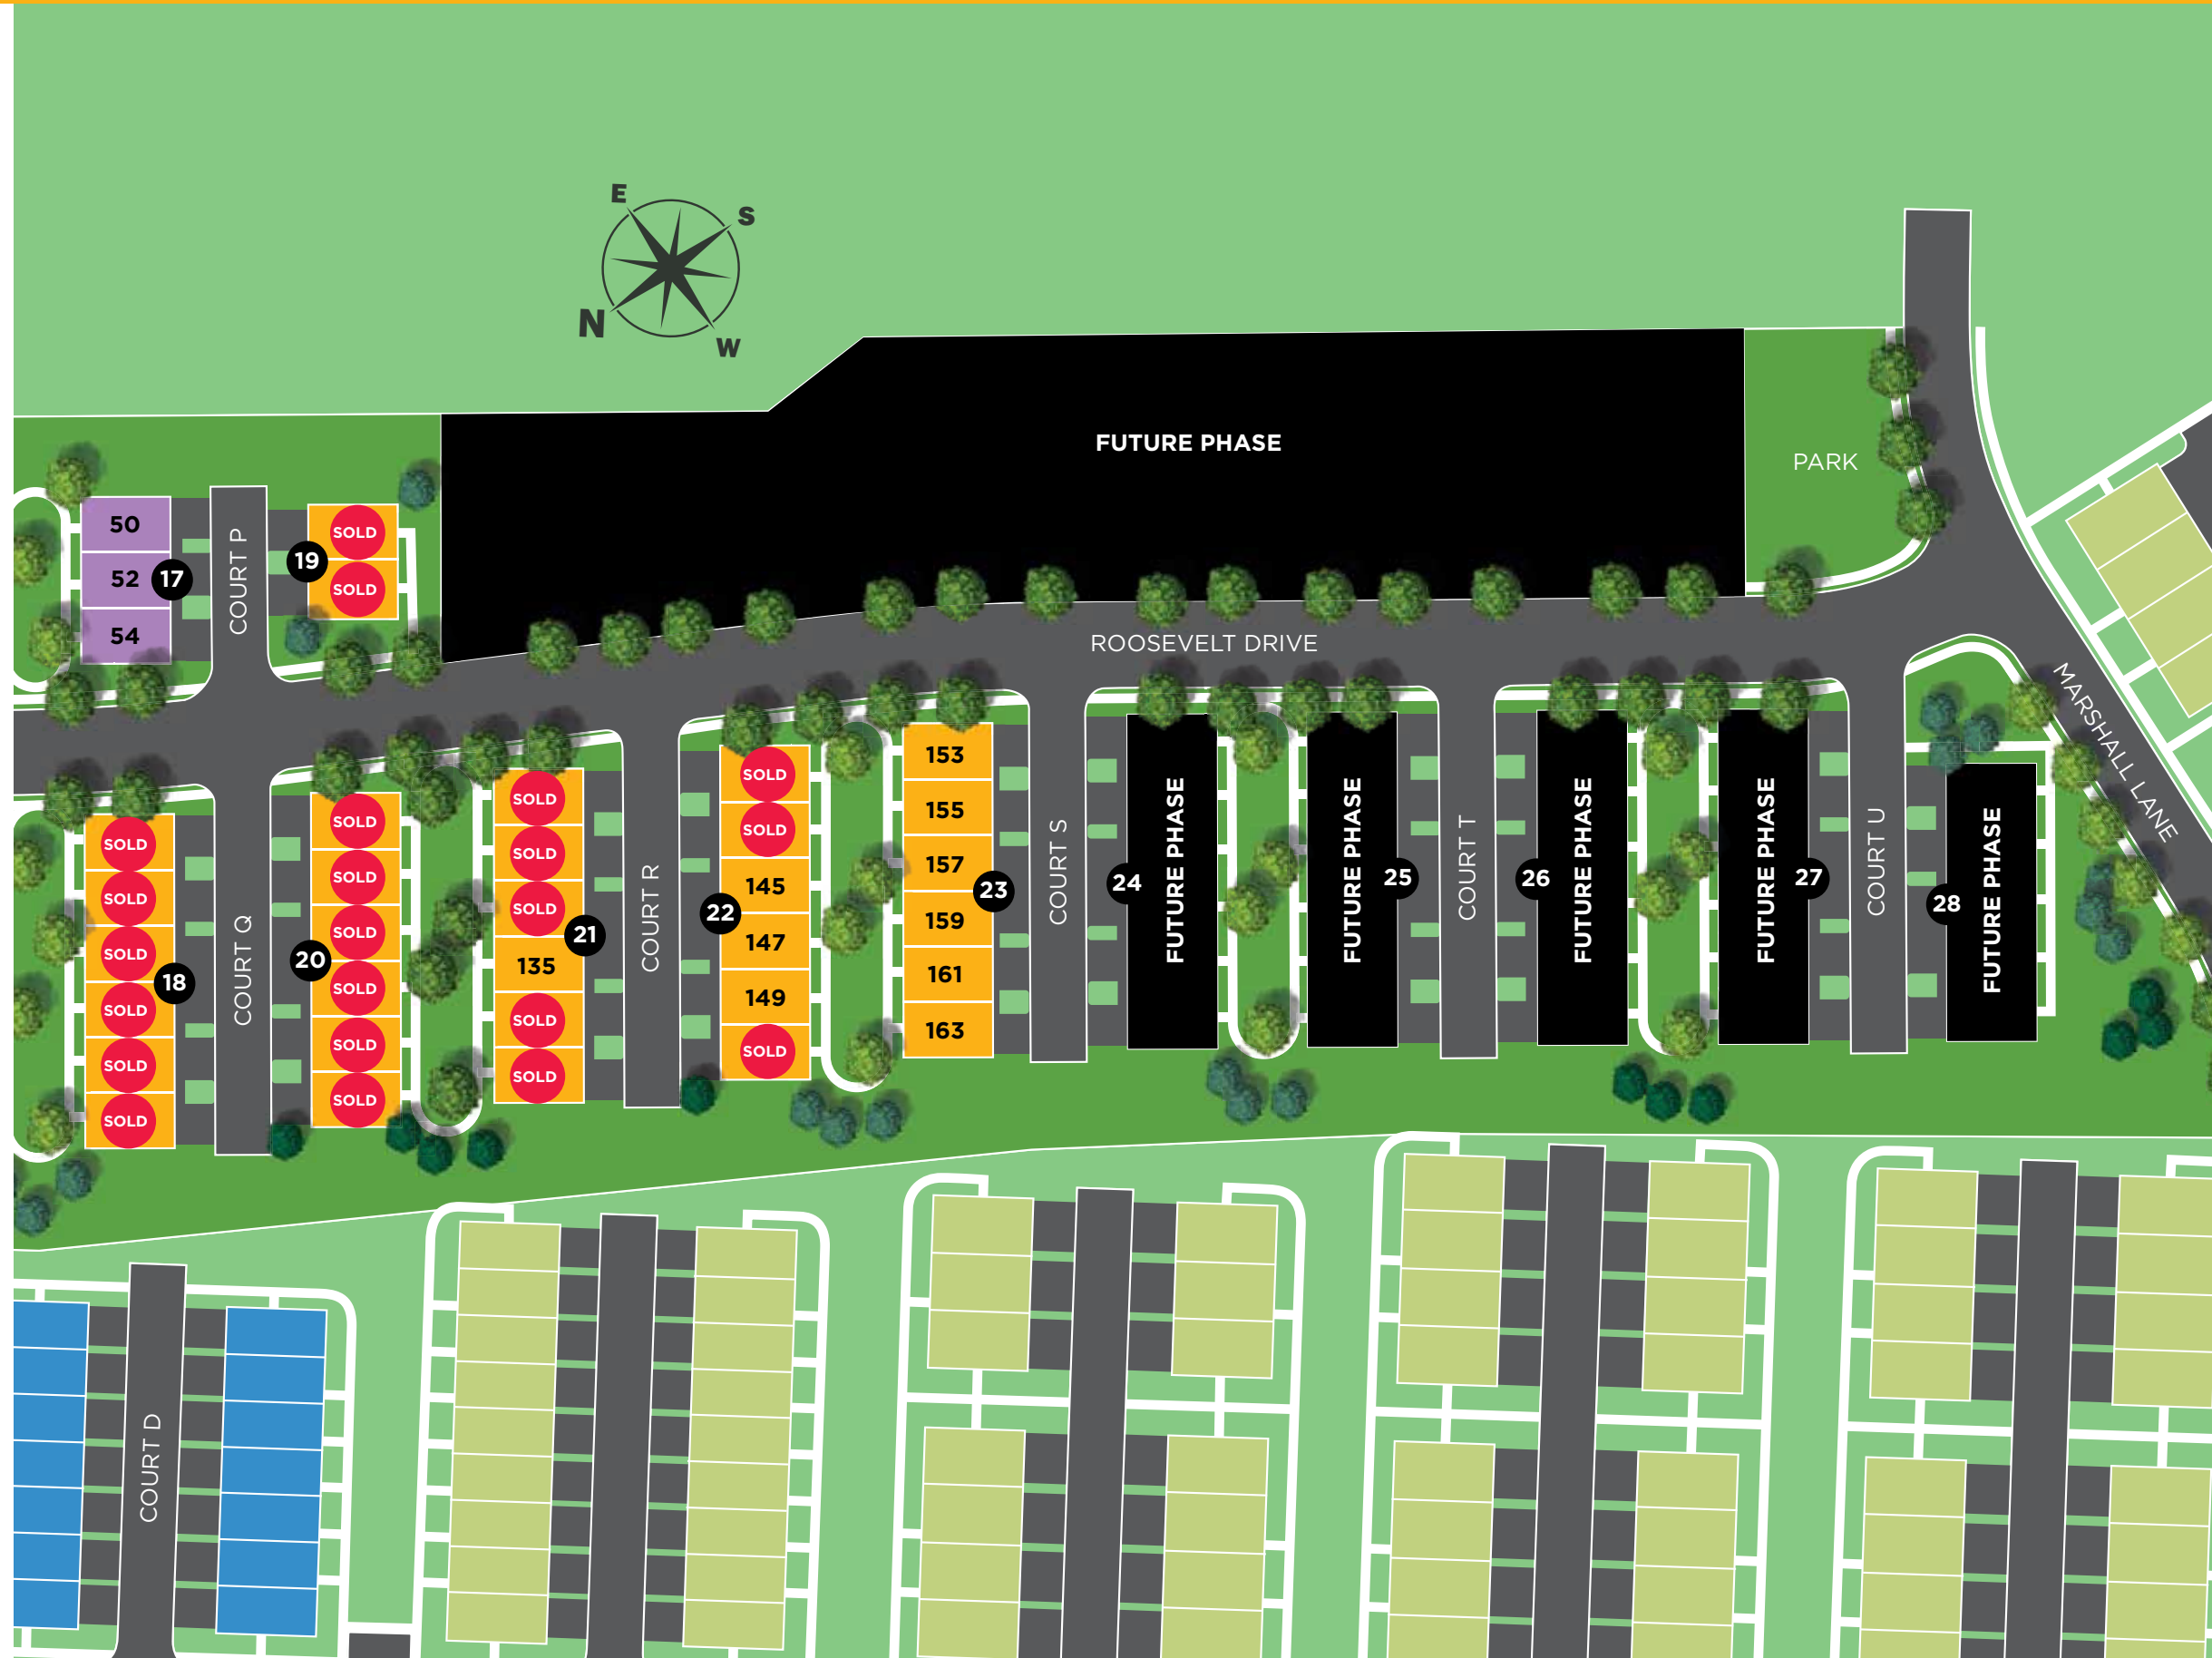 E
S
N
W
FUTURE PHASE
PARK
50
52
54
17
COURT P
19
SOLD
SOLD
ROOSEVELT DRIVE
MARSHALL LANE
SOLD
SOLD
SOLD
SOLD
SOLD
SOLD
18
COURT Q
20
SOLD
SOLD
SOLD
SOLD
SOLD
SOLD
SOLD
SOLD
SOLD
135
SOLD
SOLD
21
COURT R
22
SOLD
SOLD
145
147
149
SOLD
153
155
157
159
161
163
23
COURT S
24
FUTURE PHASE
FUTURE PHASE
25
COURT T
26
FUTURE PHASE
FUTURE PHASE
27
COURT U
28
FUTURE PHASE
COURT D